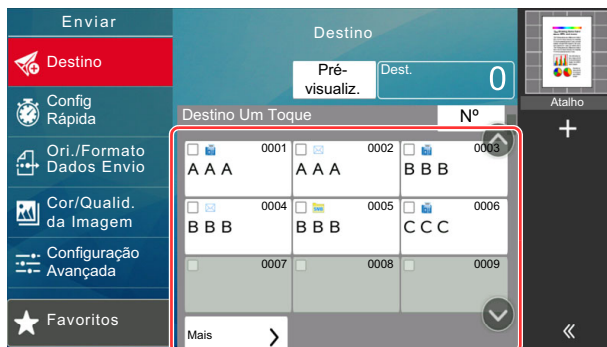 Enviar
Destino
Config
Rápida
Ori./Formato
Dados Envio
Cor/Qualid.
da Imagem
Configuração
Avançada
Favoritos
Destino
Pré-
visualiz.
Dest.
0
Destino Um Toque
Nº
0001
A A A
0002
A A A
0003
B B B
0004
B B B
0005
B B B
0006
C C C
0007
0008
0009
Mais
Atalho